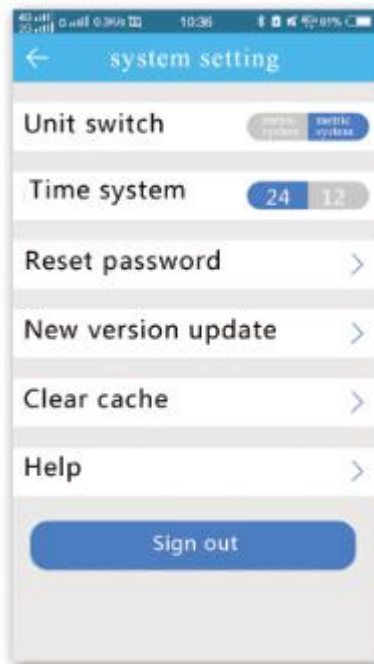 10:36
system setting
Unit switch
metric
system
metric
system
Time system
24
12
Reset password
New version update
Clear cache
Help
Sign out